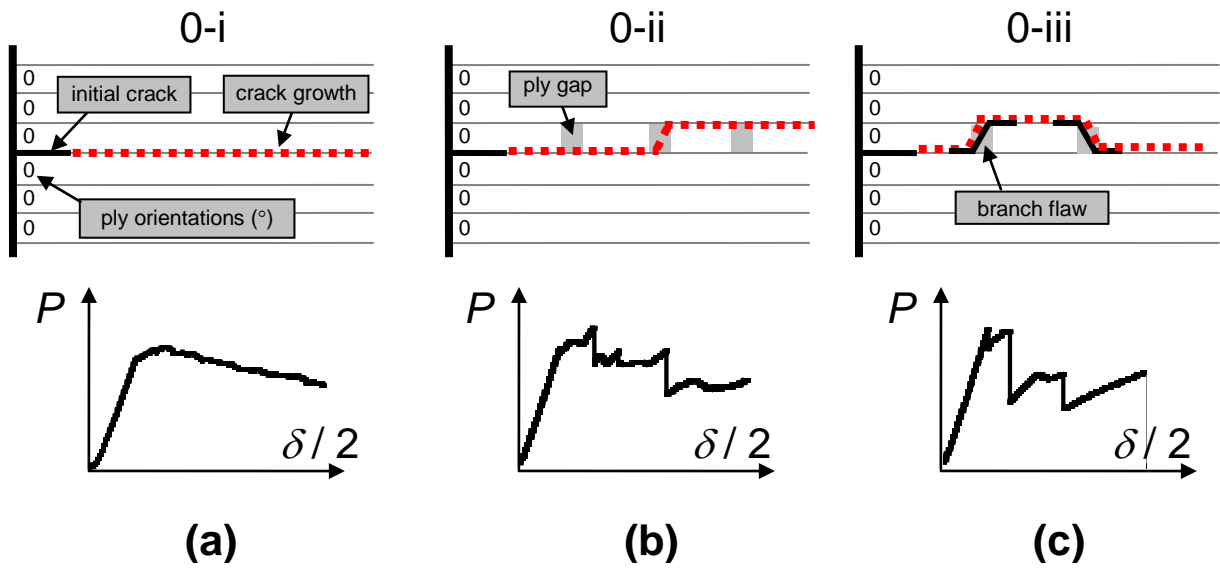 0-i
0-ii
0-iii
0
0
0
0
0
0
initial crack
crack growth
ply orientations (°)
0
0
0
0
0
0
ply gap
0
0
0
0
0
0
branch flaw
P
δ / 2
P
δ / 2
P
δ / 2
(a)
(b)
(c)